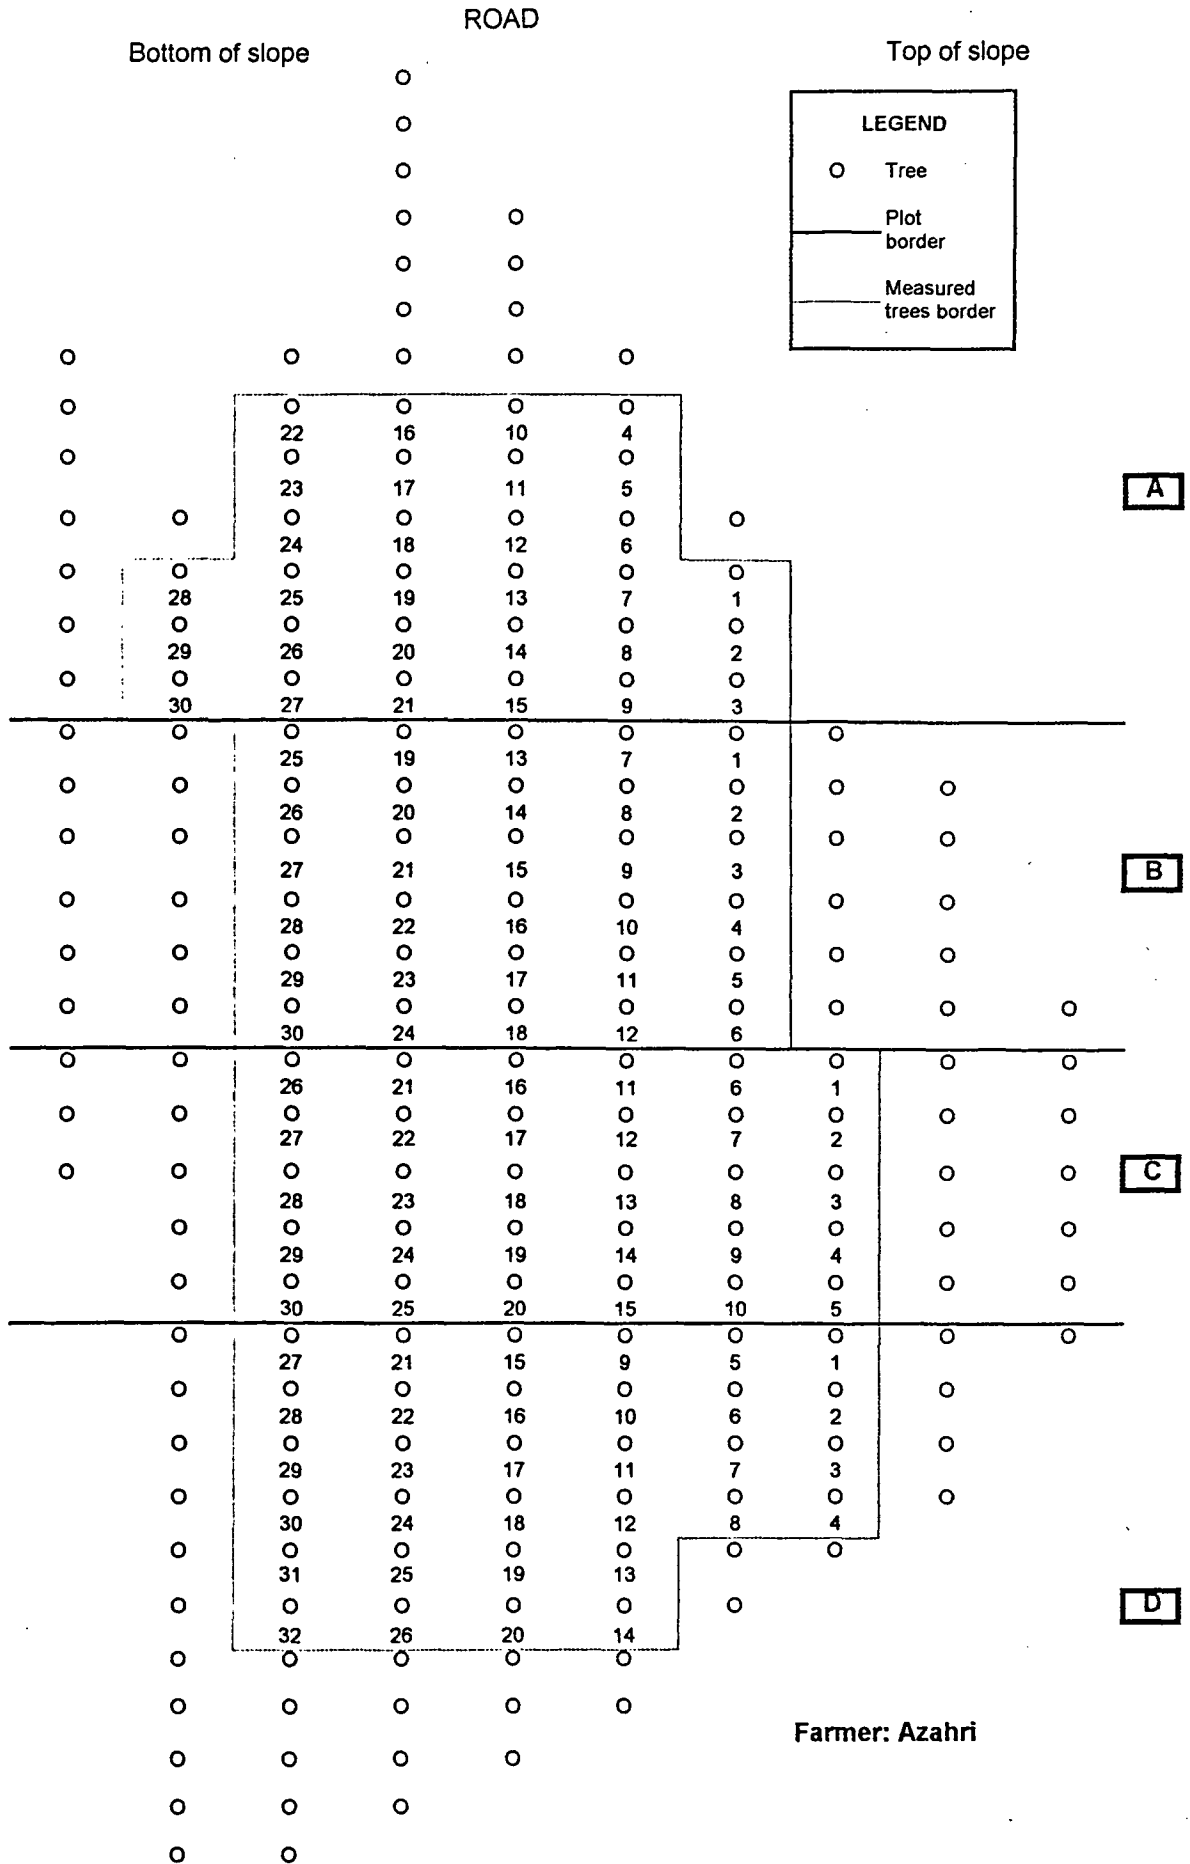 ROAD
Bottom of slope
Top of slope
LEGEND
Tree
Plot
border
Measured
trees border
22 16 10 4
23 17 11 5
A
24 18 12 6
28 25 19 13 7 1
29 26 20 14 8 2
30 27 21 15 9 3
25 19 13 7 1
26 20 14 8 2
27 21 15 9 3
B
28 22 16 10 4
29 23 17 11 5
30 24 18 12 6
26 21 16 11 6 1
27 22 17 12 7 2
C
28 23 18 13 8 3
29 24 19 14 9 4
30 25 20 15 10 5
27 21 15 9 5 1
28 22 16 10 6 2
29 23 17 11 7 3
30 24 18 12 8 4
31 25 19 13
D
32 26 20 14
Farmer: Azahri